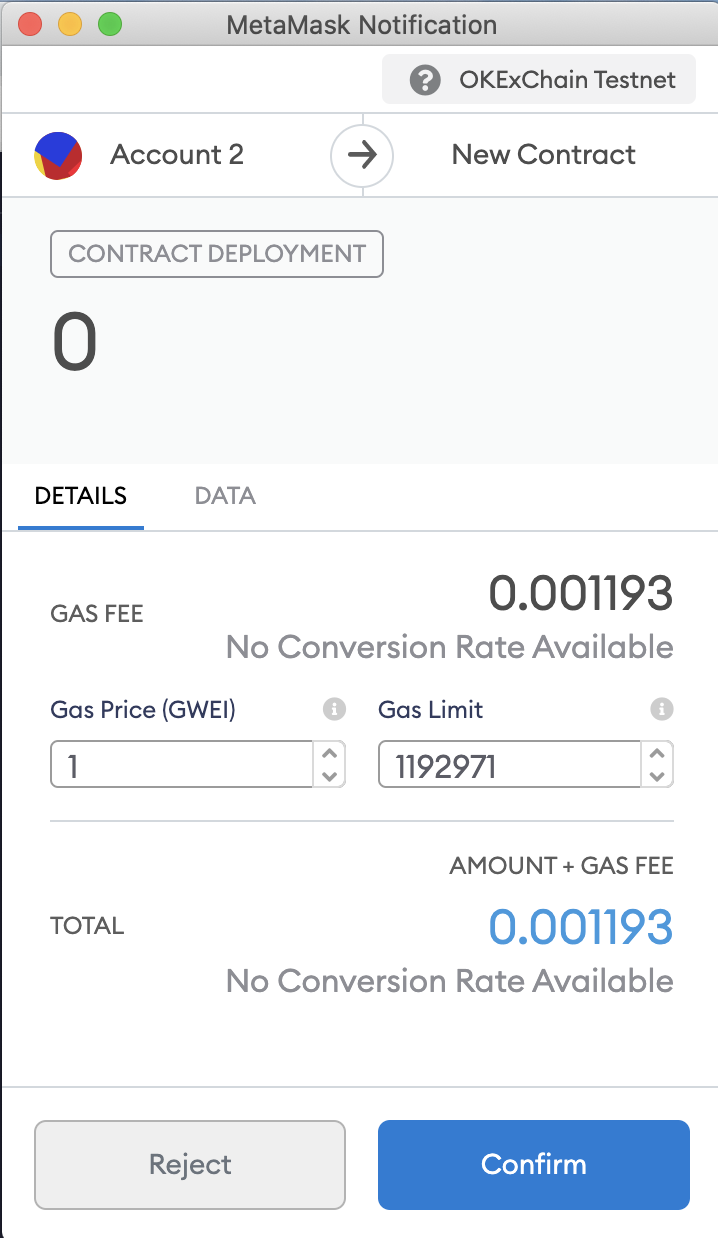 MetaMask Notification
? OKExChain Testnet
Account 2 → New Contract
CONTRACT DEPLOYMENT
0
DETAILS DATA
GAS FEE 0.001193
No Conversion Rate Available
Gas Price (GWEI) Gas Limit
1 1192971
AMOUNT + GAS FEE
TOTAL 0.001193
No Conversion Rate Available
Reject Confirm